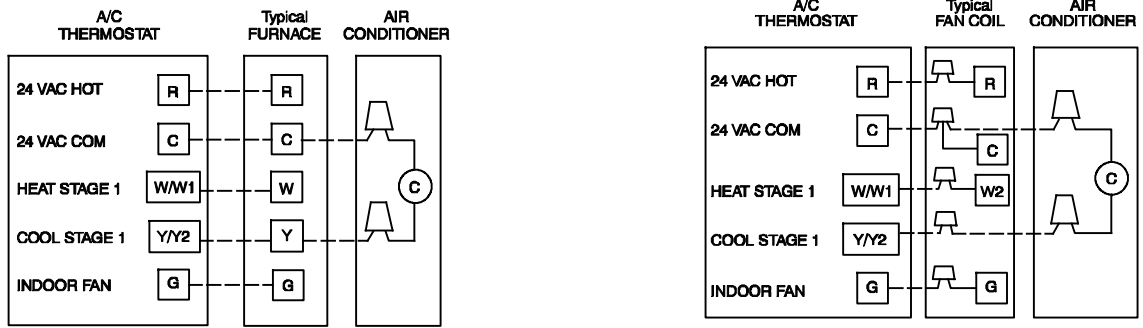 A/C
THERMOSTAT
Typical
FURNACE
AIR
CONDITIONER
24 VAC HOT
R
R
24 VAC COM
C
C
HEAT STAGE 1
W/W1
W
C
COOL STAGE 1
Y/Y2
Y
INDOOR FAN
G
G
A/C
THERMOSTAT
Typical
FAN COIL
AIR
CONDITIONER
24 VAC HOT
R
R
24 VAC COM
C
C
HEAT STAGE 1
W/W1
W2
C
COOL STAGE 1
Y/Y2
INDOOR FAN
G
G